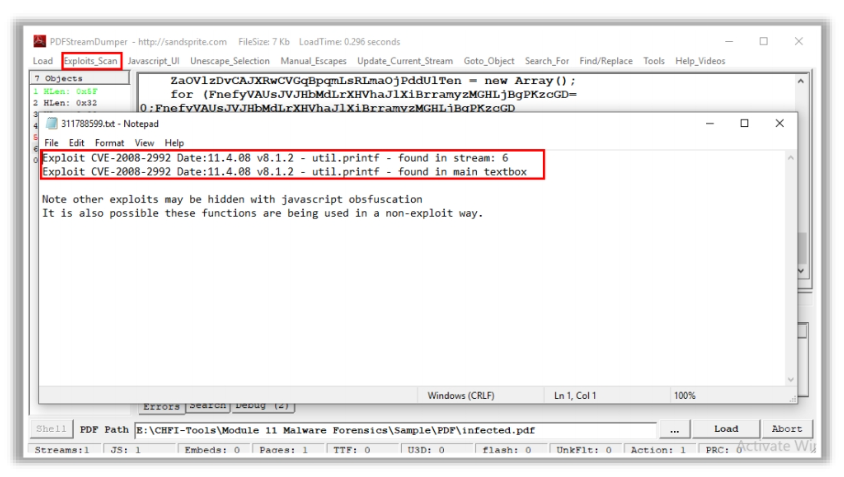 PDFStreamDumper - http://sandsprite.com FileSize: 7 Kb LoadTime: 0.296 seconds
Load Exploits_Scan Javascript_UI Unescape_Selection Manual_Escapes Update_Current_Stream Goto_Object Search_For Find/Replace Tools Help_Videos
7 Objects
1 HLen: 0x5F
2 HLen: 0x32
ZaOVlzDvCAJXRwCVGqBpqmLsRLmaOjPddUlTen = new Array();
for (FnefyVAUsJVJHbMdLrXHVhaJlXiBrramyzMGHLjBgPKzcGD=
0;FnefyVAUsJVJHbMdLrXHVhaJlXiBrramyzMGHLjBgPKzcGD
311788599.txt - Notepad
File Edit Format View Help
Exploit CVE-2008-2992 Date:11.4.08 v8.1.2 - util.printf - found in stream: 6
Exploit CVE-2008-2992 Date:11.4.08 v8.1.2 - util.printf - found in main textbox
Note other exploits may be hidden with javascript obsfuscation
It is also possible these functions are being used in a non-exploit way.
Windows (CRLF) Ln 1, Col 1 100%
Errors Search Debug (2)
Shell PDF Path E:\CHFI-Tools\Module 11 Malware Forensics\Sample\PDF\infected.pdf ... Load Abort
Streams:1 JS: 1 Embeds: 0 Pages: 1 TTF: 0 U3D: 0 flash: 0 UnkFlt: 0 Action: 1 PRC: 0
Activate